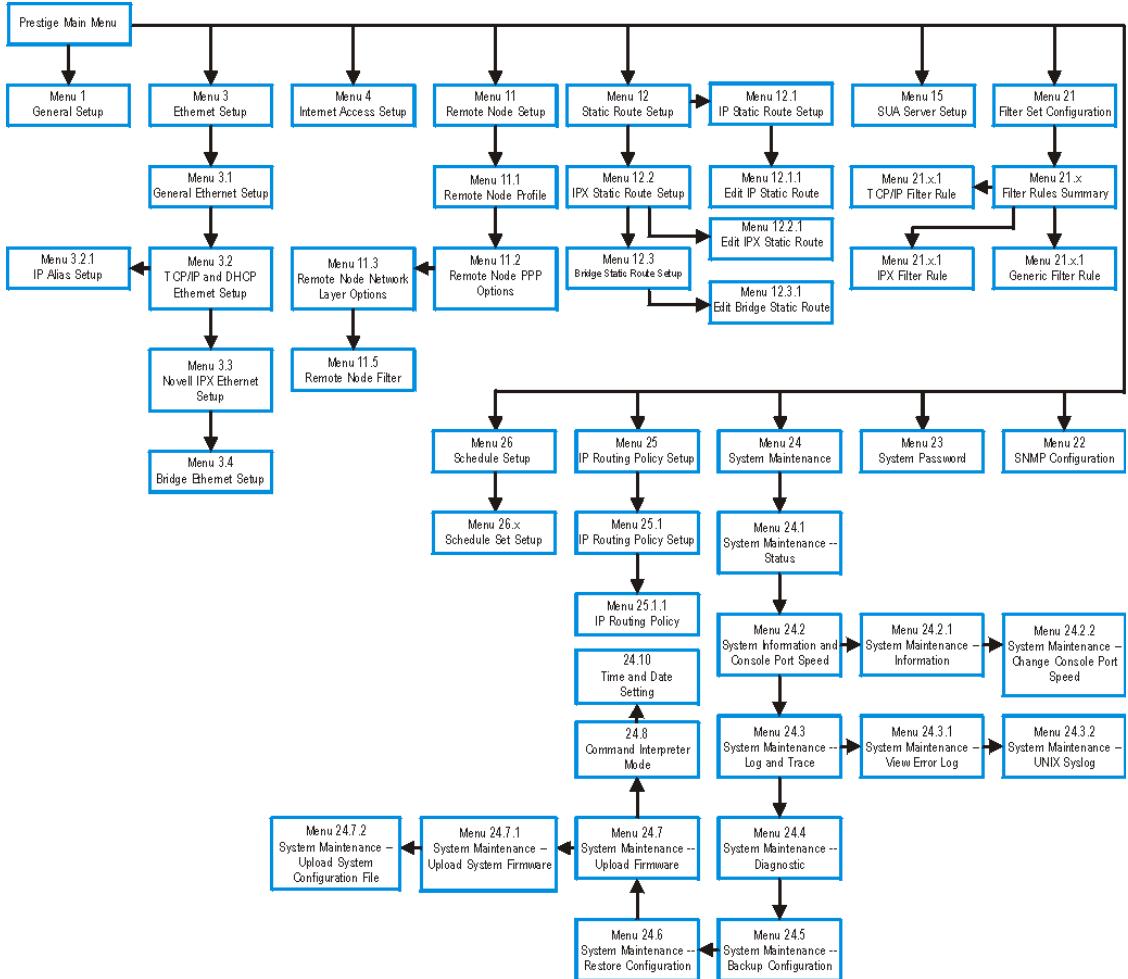 Prestige Main Menu
Menu 1
General Setup
Menu 3
Ethernet Setup
Menu 4
Internet Access Setup
Menu 11
Remote Node Setup
Menu 12
Static Route Setup
Menu 12.1
IP Static Route Setup
Menu 15
SUA Server Setup
Menu 21
Filter Set Configuration
Menu 3.1
General Ethernet Setup
Menu 11.1
Remote Node Profile
Menu 12.2
IPX Static Route Setup
Menu 12.1.1
Edit IP Static Route
Menu 21.x.1
TCP/IP Filter Rule
Menu 21.x
Filter Rules Summary
Menu 12.2.1
Edit IPX Static Route
Menu 3.2.1
IP Alias Setup
Menu 3.2
TCP/IP and DHCP
Ethernet Setup
Menu 11.3
Remote Node Network
Layer Options
Menu 11.2
Remote Node PPP
Options
Menu 12.3
Bridge Static Route Setup
Menu 21.x.1
IPX Filter Rule
Menu 21.x.1
Generic Filter Rule
Menu 12.3.1
Edit Bridge Static Route
Menu 3.3
Novell IPX Ethernet
Setup
Menu 11.5
Remote Node Filter
Menu 3.4
Bridge Ethernet Setup
Menu 26
Schedule Setup
Menu 25
IP Routing Policy Setup
Menu 24
System Maintenance
Menu 23
System Password
Menu 22
SNMP Configuration
Menu 26.x
Schedule Set Setup
Menu 25.1
IP Routing Policy Setup
Menu 24.1
System Maintenance --
Status
Menu 25.1.1
IP Routing Policy
Menu 24.2
System Information and
Console Port Speed
Menu 24.2.1
System Maintenance –
Information
Menu 24.2.2
System Maintenance –
Change Console Port
Speed
24.10
Time and Date
Setting
24.8
Command Interpreter
Mode
Menu 24.3
System Maintenance --
Log and Trace
Menu 24.3.1
System Maintenance –
View Error Log
Menu 24.3.2
System Maintenance –
UNIX Syslog
Menu 24.7.2
System Maintenance –
Upload System
Configuration File
Menu 24.7.1
System Maintenance –
Upload System Firmware
Menu 24.7
System Maintenance --
Upload Firmware
Menu 24.4
System Maintenance --
Diagnostic
Menu 24.6
System Maintenance --
Restore Configuration
Menu 24.5
System Maintenance --
Backup Configuration